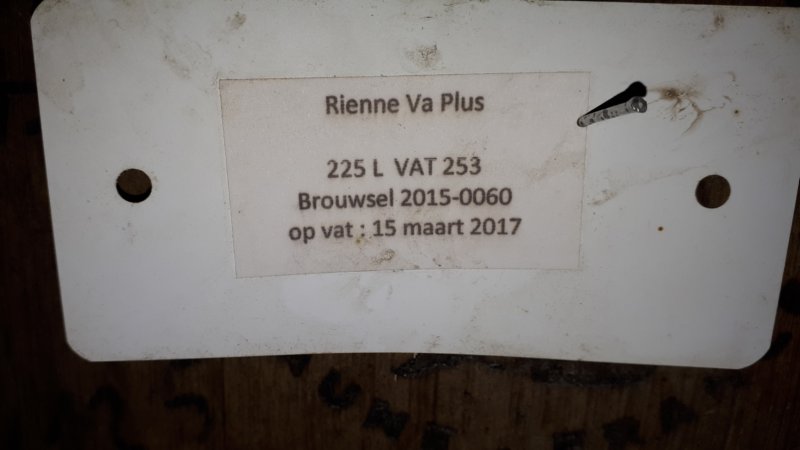 Rienne Va Plus
225 L VAT 253
Brouwsel 2015-0060
op vat : 15 maart 2017